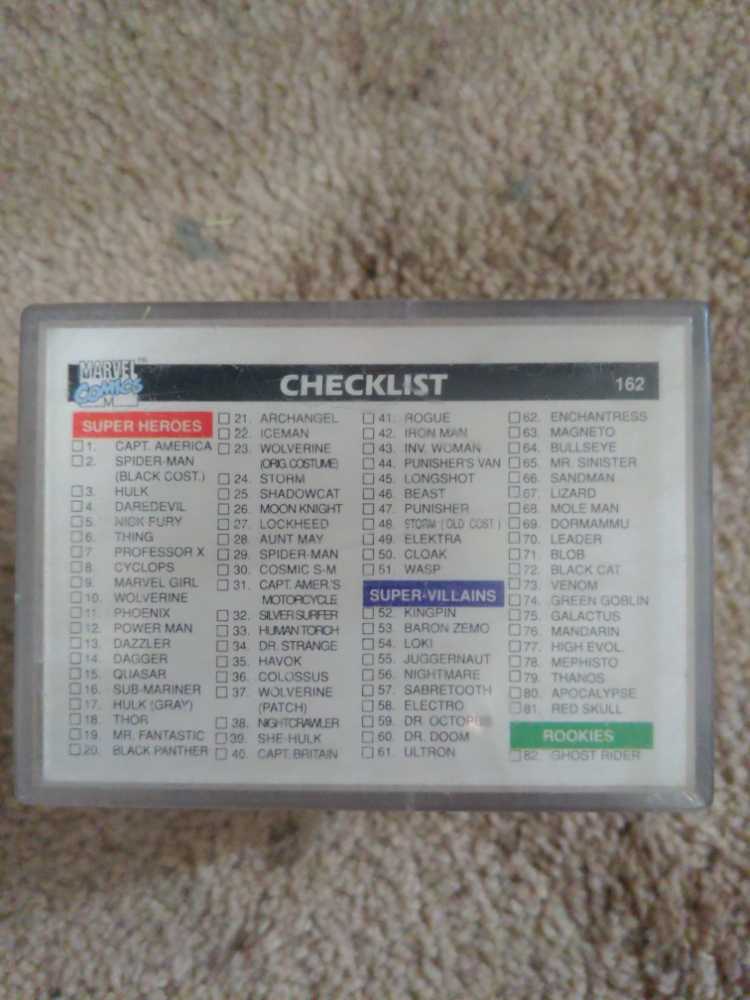 MARVEL
COMICS
M
TM
CHECKLIST
162
SUPER HEROES
1. CAPT. AMERICA
2. SPIDER-MAN
(BLACK COST.)
3. HULK
4. DAREDEVIL
5. NICK FURY
6. THING
7. PROFESSOR X
8. CYCLOPS
9. MARVEL GIRL
10. WOLVERINE
11. PHOENIX
12. POWER MAN
13. DAZZLER
14. DAGGER
15. QUASAR
16. SUB-MARINER
17. HULK (GRAY)
18. THOR
19. MR. FANTASTIC
20. BLACK PANTHER
21. ARCHANGEL
22. ICEMAN
23. WOLVERINE
(ORIG. COSTUME)
24. STORM
25. SHADOWCAT
26. MOON KNIGHT
27. LOCKHEED
28. AUNT MAY
29. SPIDER-MAN
30. COSMIC S-M
31. CAPT. AMER.'S
MOTORCYCLE
32. SILVER SURFER
33. HUMAN TORCH
34. DR. STRANGE
35. HAVOK
36. COLOSSUS
37. WOLVERINE
(PATCH)
38. NIGHTCRAWLER
39. SHE-HULK
40. CAPT. BRITAIN
41. ROGUE
42. IRON MAN
43. INV. WOMAN
44. PUNISHER'S VAN
45. LONGSHOT
46. BEAST
47. PUNISHER
48. STORM (OLD COST.)
49. ELEKTRA
50. CLOAK
51. WASP
SUPER-VILLAINS
52. KINGPIN
53. BARON ZEMO
54. LOKI
55. JUGGERNAUT
56. NIGHTMARE
57. SABRETOOTH
58. ELECTRO
59. DR. OCTOPUS
60. DR. DOOM
61. ULTRON
62. ENCHANTRESS
63. MAGNETO
64. BULLSEYE
65. MR. SINISTER
66. SANDMAN
67. LIZARD
68. MOLE MAN
69. DORMAMMU
70. LEADER
71. BLOB
72. BLACK CAT
73. VENOM
74. GREEN GOBLIN
75. GALACTUS
76. MANDARIN
77. HIGH EVOL.
78. MEPHISTO
79. THANOS
80. APOCALYPSE
81. RED SKULL
ROOKIES
82. GHOST RIDER